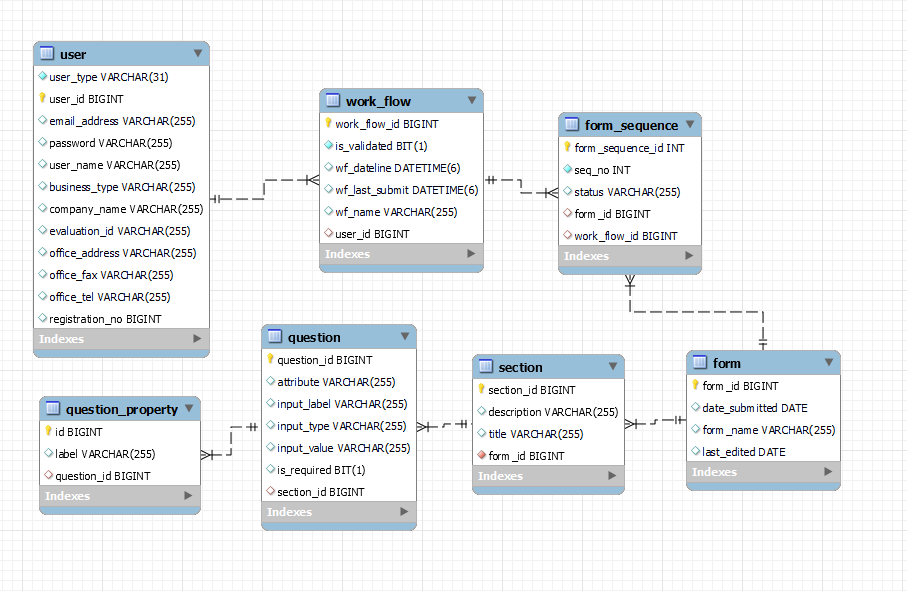 user
user_type VARCHAR(31)
user_id BIGINT
email_address VARCHAR(255)
password VARCHAR(255)
user_name VARCHAR(255)
business_type VARCHAR(255)
company_name VARCHAR(255)
evaluation_id VARCHAR(255)
office_address VARCHAR(255)
office_fax VARCHAR(255)
office_tel VARCHAR(255)
registration_no BIGINT
Indexes
work_flow
work_flow_id BIGINT
is_validated BIT(1)
wf_dateline DATETIME(6)
wf_last_submit DATETIME(6)
wf_name VARCHAR(255)
user_id BIGINT
Indexes
form_sequence
form_sequence_id INT
seq_no INT
status VARCHAR(255)
form_id BIGINT
work_flow_id BIGINT
Indexes
question_property
id BIGINT
label VARCHAR(255)
question_id BIGINT
Indexes
question
question_id BIGINT
attribute VARCHAR(255)
input_label VARCHAR(255)
input_type VARCHAR(255)
input_value VARCHAR(255)
is_required BIT(1)
section_id BIGINT
Indexes
section
section_id BIGINT
description VARCHAR(255)
title VARCHAR(255)
form_id BIGINT
Indexes
form
form_id BIGINT
date_submitted DATE
form_name VARCHAR(255)
last_edited DATE
Indexes